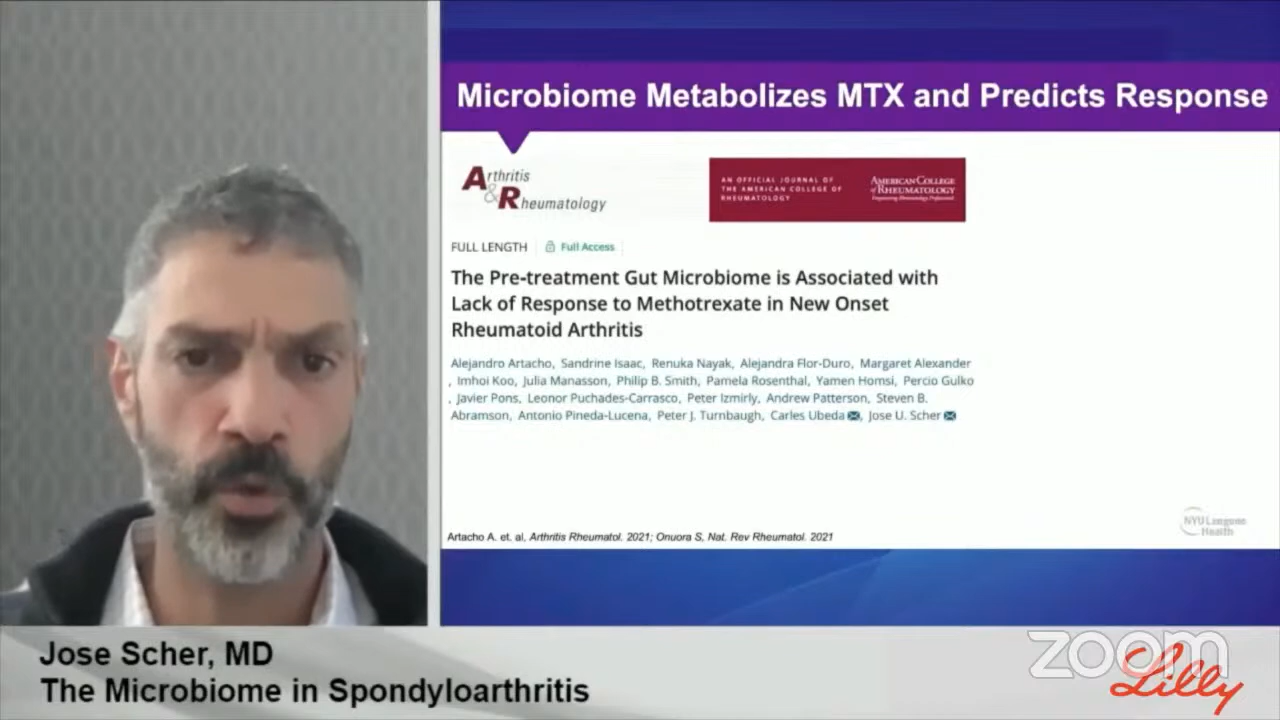 Microbiome Metabolizes MTX and Predicts Response
Arthritis
& Rheumatology
AN OFFICIAL JOURNAL OF
THE AMERICAN COLLEGE OF
RHEUMATOLOGY
AMERICAN COLLEGE
of RHEUMATOLOGY
Empowering Rheumatology Professionals
FULL LENGTH
Full Access
The Pre-treatment Gut Microbiome is Associated with
Lack of Response to Methotrexate in New Onset
Rheumatoid Arthritis
Alejandro Artacho, Sandrine Isaac, Renuka Nayak, Alejandra Flor-Duro, Margaret Alexander
, Imhoi Koo, Julia Manasson, Philip B. Smith, Pamela Rosenthal, Yamen Homsi, Percio Gulko
, Javier Pons, Leonor Puchades-Carrasco, Peter Izmirly, Andrew Patterson, Steven B.
Abramson, Antonio Pineda-Lucena, Peter J. Turnbaugh, Carles Ubeda, Jose U. Scher
Artacho A. et. al, Arthritis Rheumatol. 2021; Onuora S, Nat. Rev Rheumatol. 2021
NYU Langone
Health
Jose Scher, MD
The Microbiome in Spondyloarthritis
zoom
Lilly